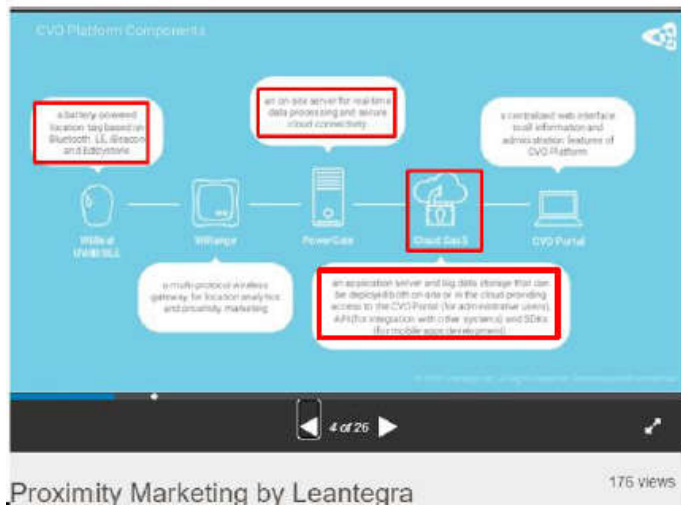 CVO Platform Components
a battery powered
location tag based on
Bluetooth LE, iBeacon
and Eddystone
an on-site server for real-time
data processing and secure
cloud connectivity
a centralized web interface
to all information and
administration features of
CVO Platform
WiRange
PowerGate
Cloud GaaS
CVO Portal
a multi-protocol wireless
gateway for location analytics
and proximity marketing
an application server and big data storage that can
be deployed both on-site or in the cloud providing
access to the CVO Portal (for administrative users),
API(for integration with other systems) and SDKs
(for mobile apps development)
4 of 26
Proximity Marketing by Leantegra
176 views